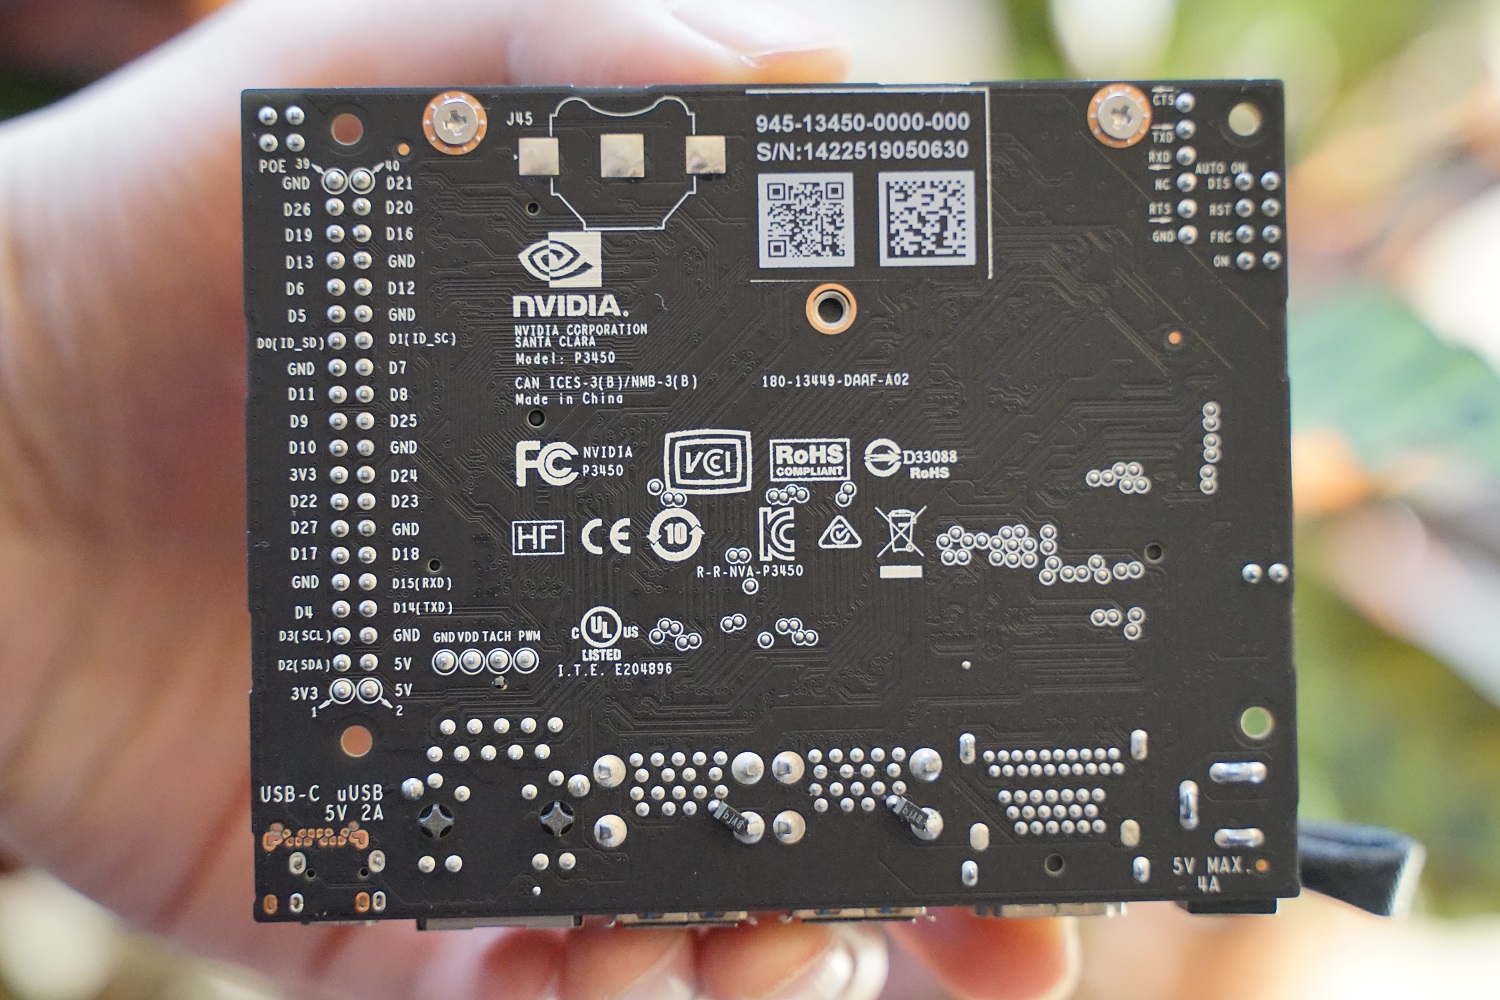 J45
945-13450-0000-000
S/N:1422519050630
CTS
TXD
RXD
AUTO ON
NC DIS
RTS RST
GND FRC
ON
POE 39 40
GND D21
D26 D20
D19 D16
D13 GND
D6 D12
D5 GND
D0(ID_SD) D1(ID_SC)
GND D7
D11 D8
D9 D25
D10 GND
3V3 D24
D22 D23
D27 GND
D17 D18
GND D15(RXD)
D4 D14(TXD)
D3(SCL) GND
D2(SDA) 5V
3V3 5V
1 2
GND VDD TACH PWM
NVIDIA.
NVIDIA CORPORATION
SANTA CLARA
Model: P3450
CAN ICES-3(B)/NMB-3(B)
Made in China
180-13449-DAAF-A02
FC NVIDIA
P3450
VCI
RoHS
COMPLIANT
D33088
RoHS
HF CE 10 KC
R-R-NVA-P3450
C UL US
LISTED
I.T.E. E204896
USB-C uUSB
5V 2A
5V MAX.
4A